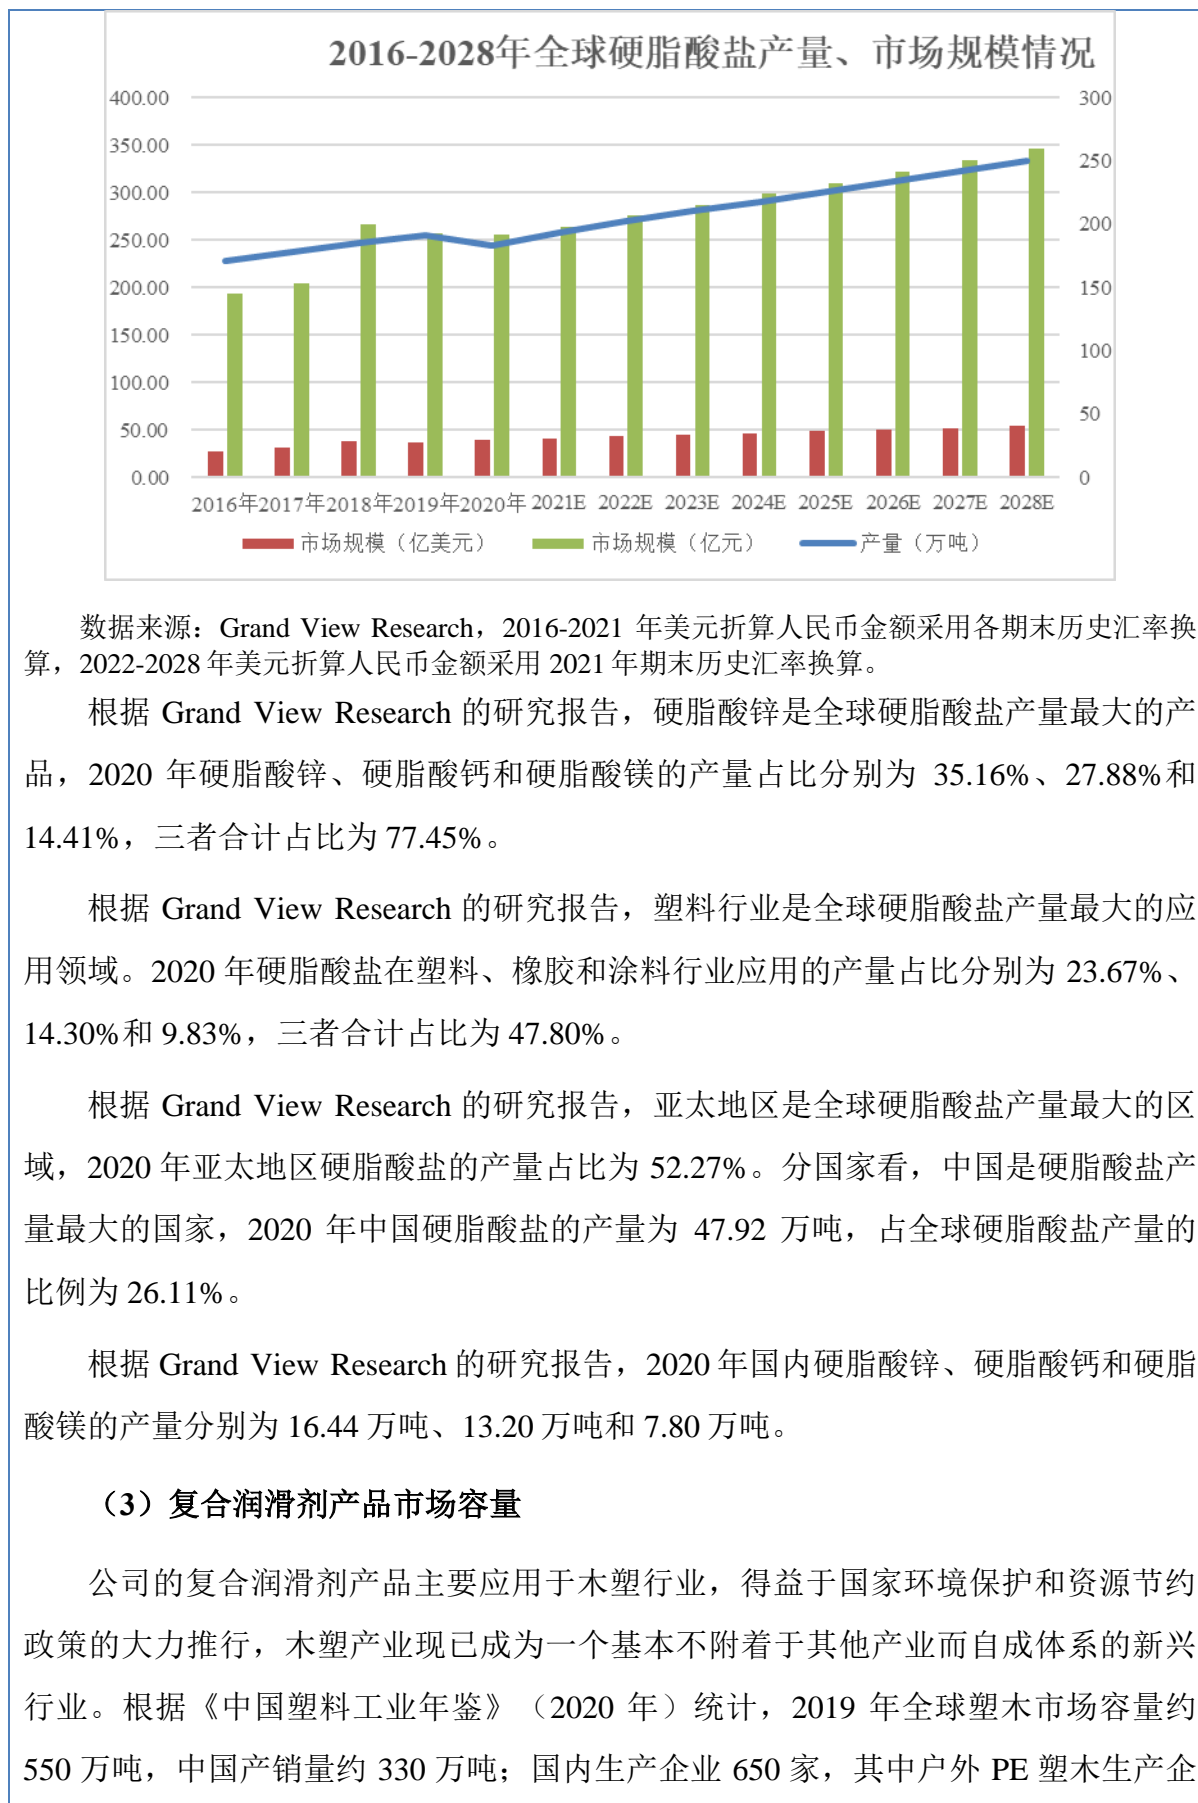 2016-2028年全球硬脂酸盐产量、市场规模情况
400.00
350.00
300.00
250.00
200.00
150.00
100.00
50.00
0.00
300
250
200
150
100
50
0
2016年 2017年 2018年 2019年 2020年 2021E 2022E 2023E 2024E 2025E 2026E 2027E 2028E
市场规模（亿美元） 市场规模（亿元） 产量（万吨）
数据来源：Grand View Research，2016-2021 年美元折算人民币金额采用各期末历史汇率换
算，2022-2028 年美元折算人民币金额采用 2021 年期末历史汇率换算。
根据 Grand View Research 的研究报告，硬脂酸锌是全球硬脂酸盐产量最大的产
品，2020 年硬脂酸锌、硬脂酸钙和硬脂酸镁的产量占比分别为 35.16%、27.88%和
14.41%，三者合计占比为 77.45%。
根据 Grand View Research 的研究报告，塑料行业是全球硬脂酸盐产量最大的应
用领域。2020 年硬脂酸盐在塑料、橡胶和涂料行业应用的产量占比分别为 23.67%、
14.30%和 9.83%，三者合计占比为 47.80%。
根据 Grand View Research 的研究报告，亚太地区是全球硬脂酸盐产量最大的区
域，2020 年亚太地区硬脂酸盐的产量占比为 52.27%。分国家看，中国是硬脂酸盐产
量最大的国家，2020 年中国硬脂酸盐的产量为 47.92 万吨，占全球硬脂酸盐产量的
比例为 26.11%。
根据 Grand View Research 的研究报告，2020 年国内硬脂酸锌、硬脂酸钙和硬脂
酸镁的产量分别为 16.44 万吨、13.20 万吨和 7.80 万吨。
（3）复合润滑剂产品市场容量
公司的复合润滑剂产品主要应用于木塑行业，得益于国家环境保护和资源节约
政策的大力推行，木塑产业现已成为一个基本不附着于其他产业而自成体系的新兴
行业。根据《中国塑料工业年鉴》（2020 年）统计，2019 年全球塑木市场容量约
550 万吨，中国产销量约 330 万吨；国内生产企业 650 家，其中户外 PE 塑木生产企